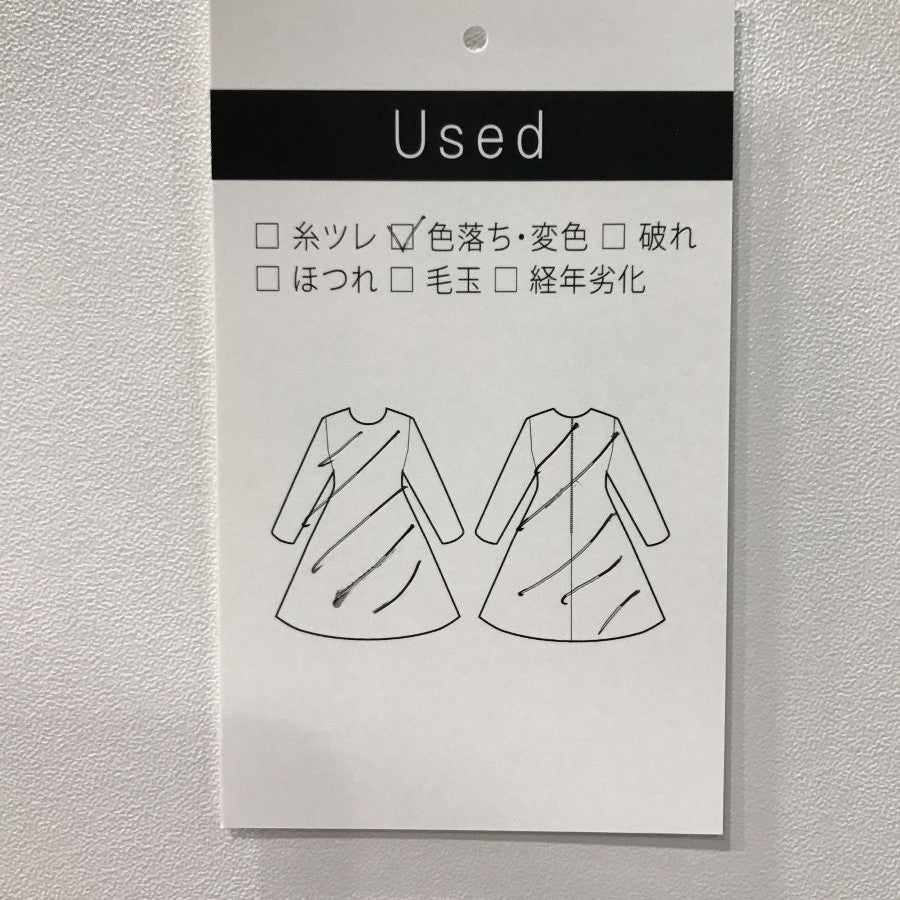 Used
□ 糸ツレ ☑ 色落ち・変色 □ 破れ
□ ほつれ □ 毛玉 □ 経年劣化